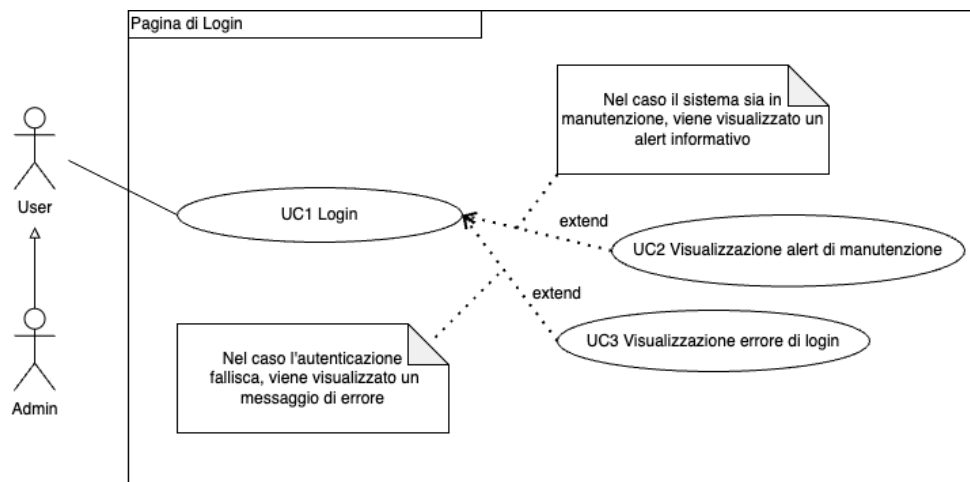 Pagina di Login
Nel caso il sistema sia in
manutenzione, viene visualizzato un
alert informativo
User
UC1 Login
extend
UC2 Visualizzazione alert di manutenzione
extend
UC3 Visualizzazione errore di login
Nel caso l'autenticazione
fallisca, viene visualizzato un
messaggio di errore
Admin